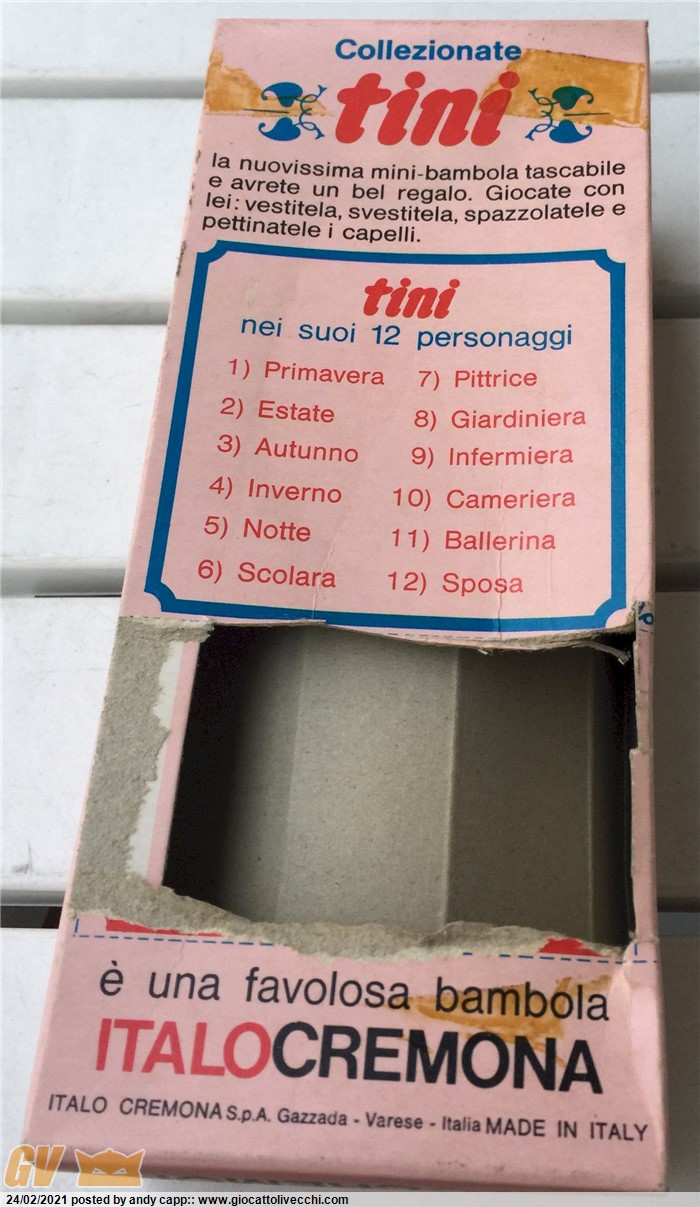 Collezionate
tini
la nuovissima mini-bambola tascabile
e avrete un bel regalo. Giocate con
lei: vestitela, svestitela, spazzolatele e
pettinatele i capelli.
tini
nei suoi 12 personaggi
1) Primavera
2) Estate
3) Autunno
4) Inverno
5) Notte
6) Scolara
7) Pittrice
8) Giardiniera
9) Infermiera
10) Cameriera
11) Ballerina
12) Sposa
è una favolosa bambola
ITALOCREMONA
ITALO CREMONA S.p.A. Gazzada - Varese - Italia MADE IN ITALY
GV
24/02/2021 posted by andy capp:: www.giocattolivecchi.com